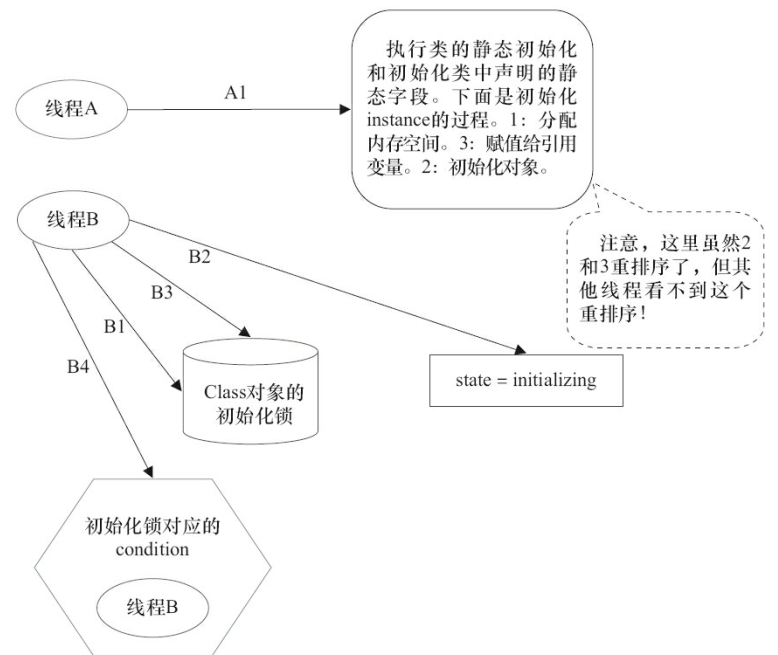 执行类的静态初始化
和初始化类中声明的静
态字段。下面是初始化
instance的过程。1：分配
内存空间。3：赋值给引用
变量。2：初始化对象。
线程A
A1
线程B
注意，这里虽然2
和3重排序了，但其
他线程看不到这个
重排序！
B2
B3
B1
B4
Class对象的
初始化锁
state = initializing
初始化锁对应的
condition
线程B